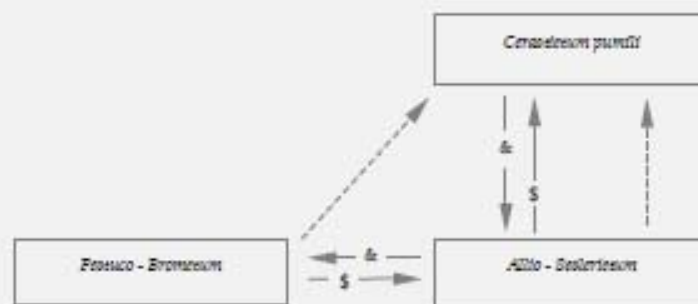 Cerastietum pumili
&
$
Festuco - Brometum
&
$
Allio - Seslerietum